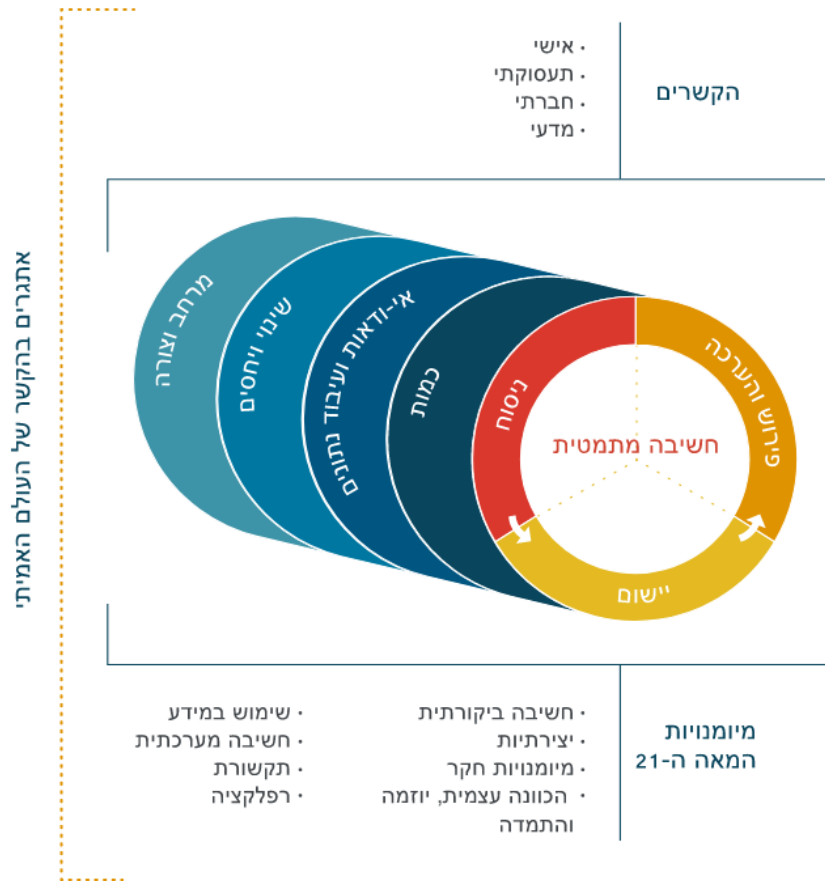 הקשרים
· אישי
· תעסוקתי
· חברתי
· מדעי
אתגרים בהקשר של העולם האמיתי
מרחב וצורה
שינוי ויחסים
אי-ודאות ועיבוד נתונים
כמות
ניסוח
פירוש והערכה
יישום
חשיבה מתמטית
מיומנויות
המאה ה-21
· חשיבה ביקורתית
· יצירתיות
· מיומנויות חקר
· הכוונה עצמית, יוזמה
והתמדה
· שימוש במידע
· חשיבה מערכתית
· תקשורת
· רפלקציה